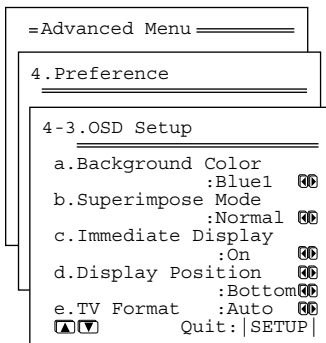 =Advanced Menu
4.Preference
4-3.OSD Setup
a.Background Color
:Blue1
b.Superimpose Mode
:Normal
c.Immediate Display
:On
d.Display Position
:Bottom
e.TV Format :Auto
Quit:|SETUP|